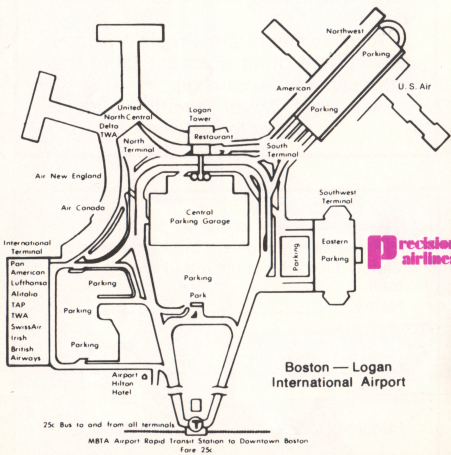 Northwest
Parking
American
U. S. Air
Parking
United
North Central
Delta
TWA
Logan
Tower
Restaurant
North
Terminal
South
Terminal
Air New England
Air Canada
Central
Parking Garage
Southwest
Terminal
Eastern
Parking
Parking
Precision
airlines
International
Terminal
Pan
American
Lufthansa
Alitalia
TAP
TWA
SwissAir
Irish
British
Airways
Parking
Parking
Parking
Parking
Park
Airport
Hilton
Hotel
Boston — Logan
International Airport
25c Bus to and from all terminals
T
MBTA Airport Rapid Transit Station to Downtown Boston
Fare 25c